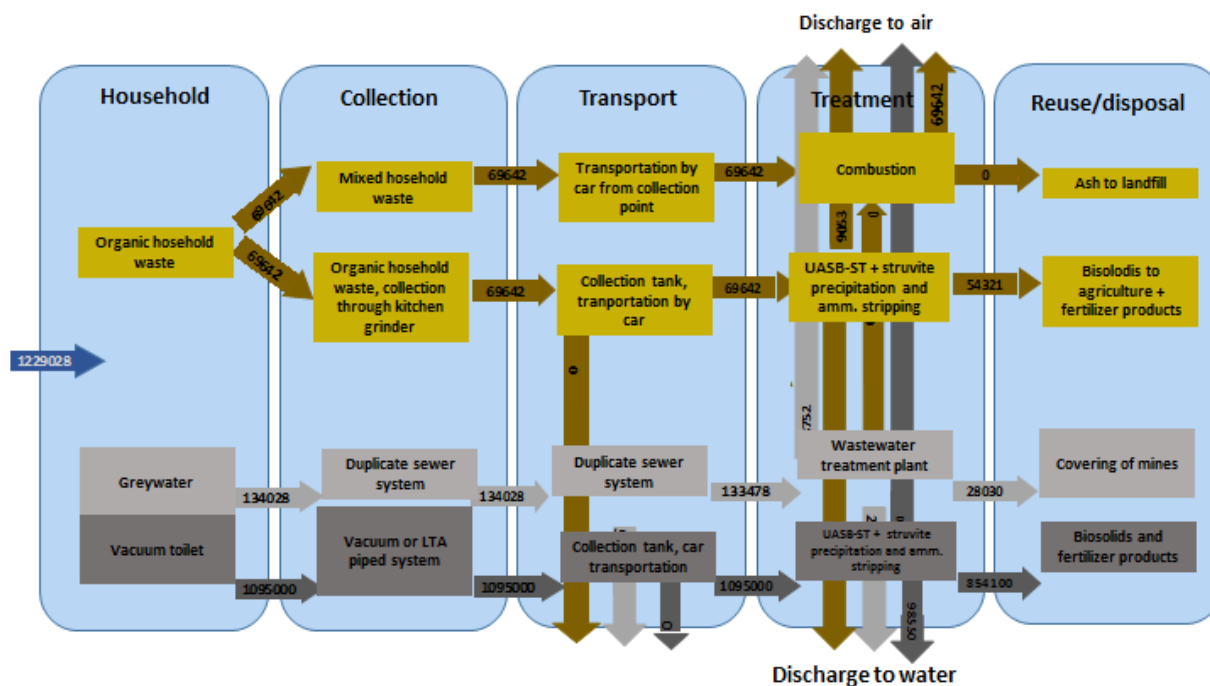 Discharge to air
Household
Collection
Transport
Treatment
Reuse/disposal
69642
Mixed hosehold
waste
69642
Transportation by
car from collection
point
69642
Combustion
69642
0
Ash to landfill
Organic hosehold
waste
69642
Organic hosehold
waste, collection
through kitchen
grinder
69642
Collection tank,
tranportation by
car
69642
0
9053
0
UASB-ST + struvite
precipitation and
amm. stripping
54321
Bisolodis to
agriculture +
fertilizer products
1229028
Greywater
134028
Duplicate sewer
system
134028
Duplicate sewer
system
133478
Wastewater
treatment plant
28030
Covering of mines
Vacuum toilet
1095000
Vacuum or LTA
piped system
1095000
Collection tank, car
transportation
0
1095000
UASB-ST + struvite
precipitation and amm.
stripping
854100
Biosolids and
fertilizer products
98550
Discharge to water